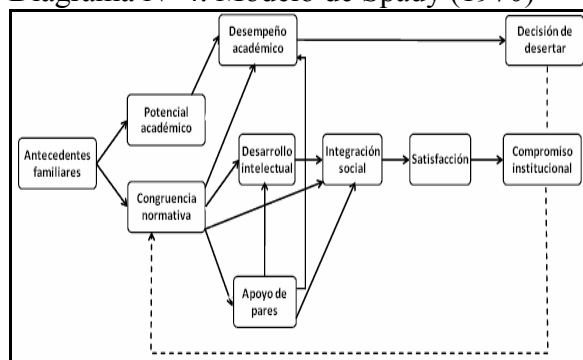 Diagrama N° 4. Modelo de Spady (1970)
Desempeño
académico
Decisión de
desertar
Potencial
académico
Antecedentes
familiares
Desarrollo
intelectual
Integración
social
Satisfacción
Compromiso
institucional
Congruencia
normativa
Apoyo de
pares